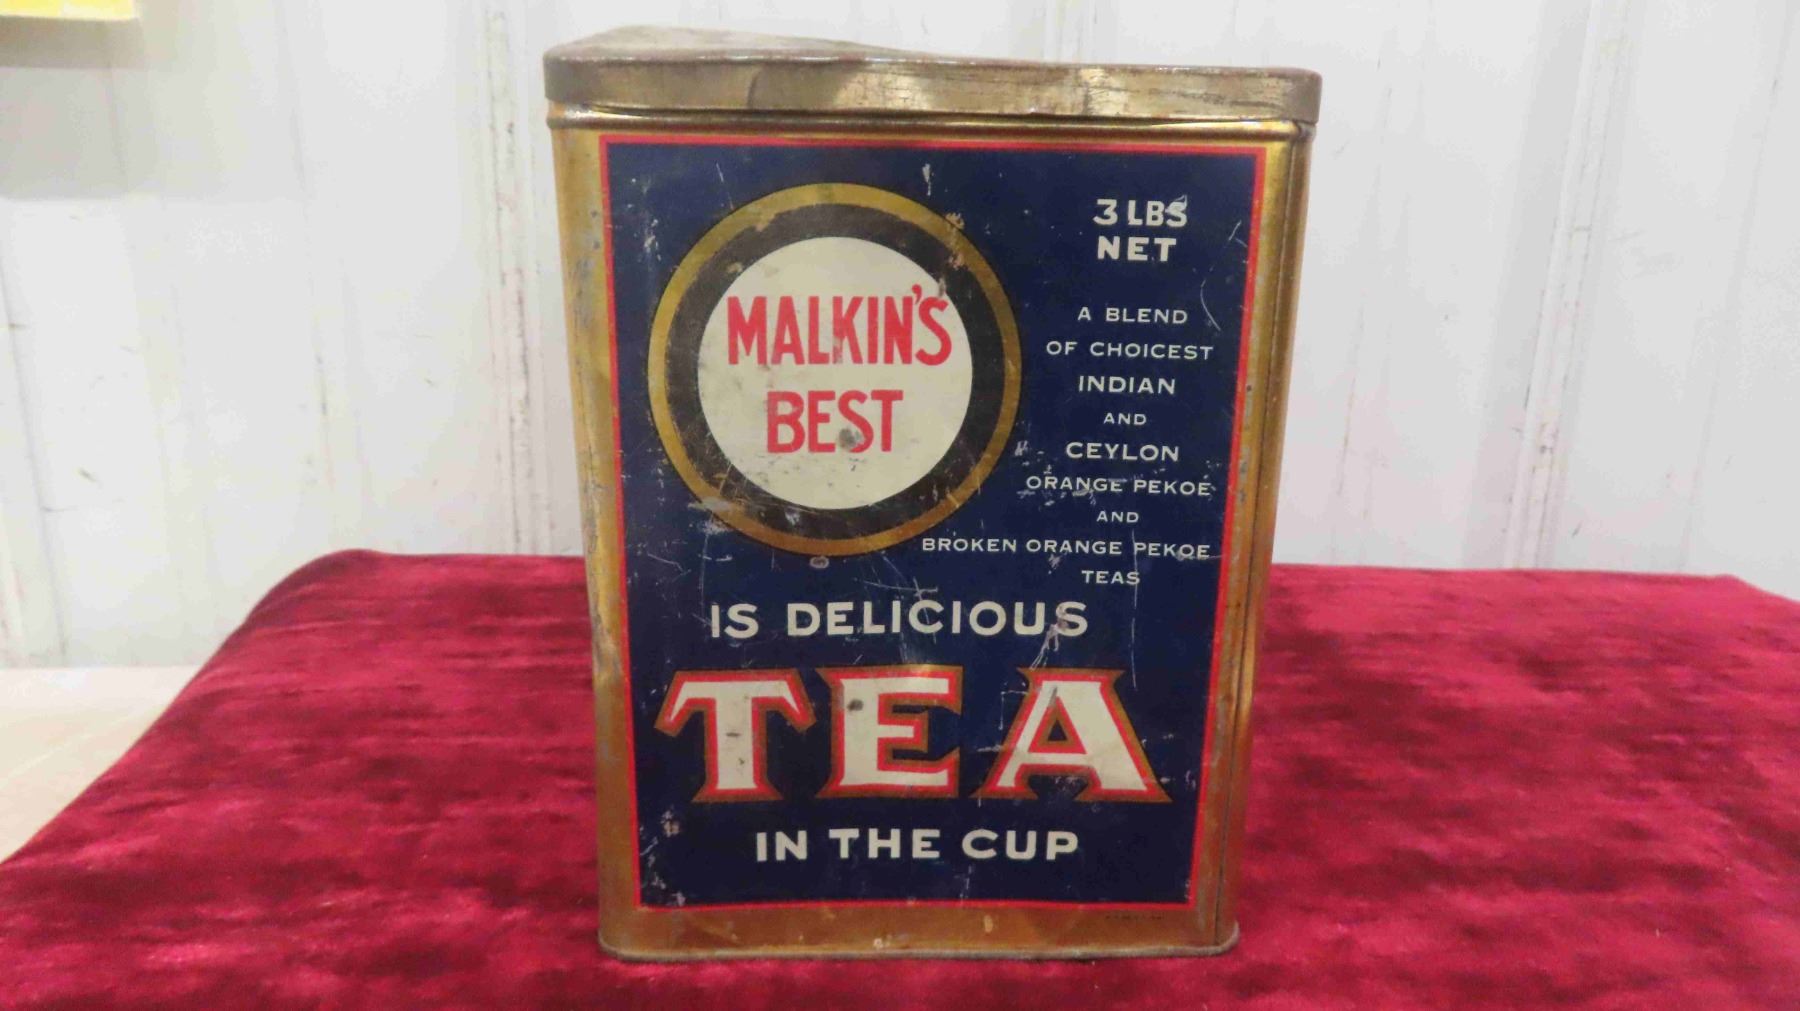 MALKIN'S
BEST
3 LBS
NET
A BLEND
OF CHOICEST
INDIAN
AND
CEYLON
ORANGE PEKOE
AND
BROKEN ORANGE PEKOE
TEAS
IS DELICIOUS
TEA
IN THE CUP